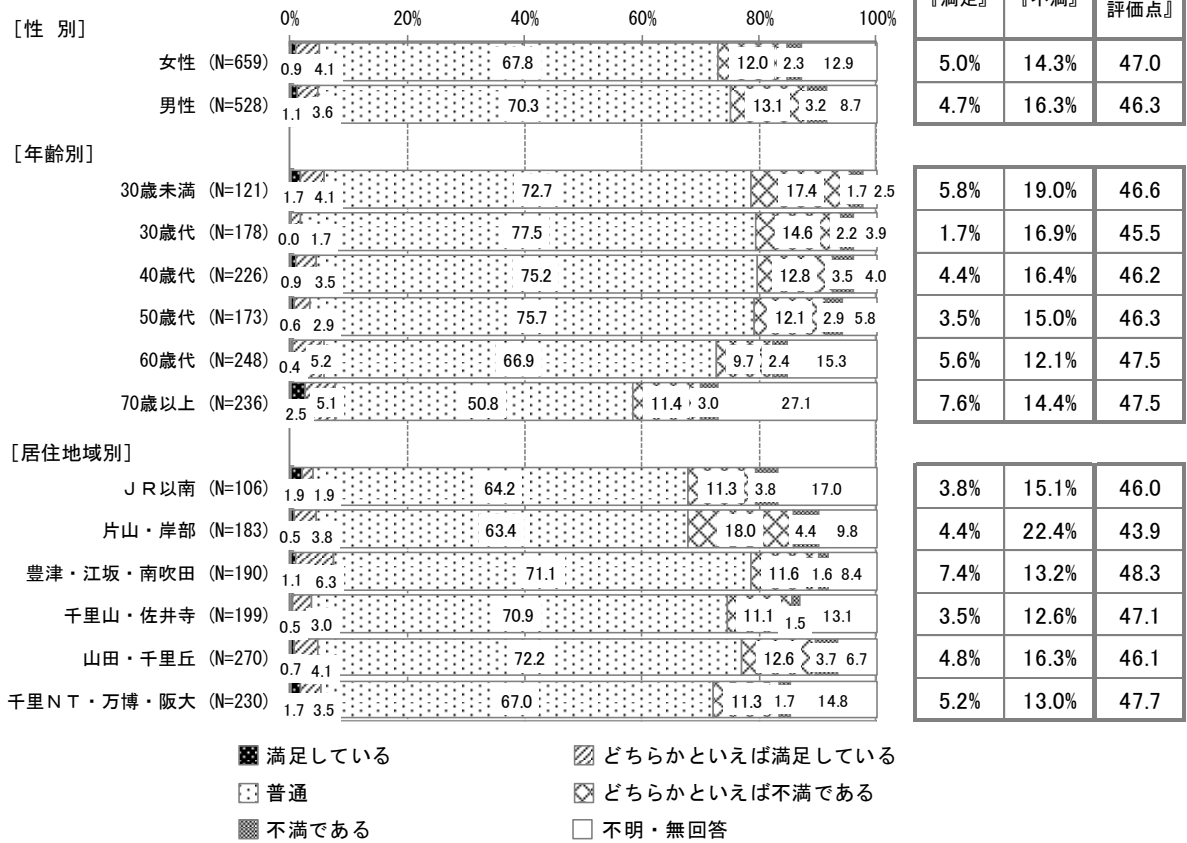 0% 20% 40% 60% 80% 100%
『満足』 『不満』 評価点』
［性 別］
女性 (N=659) 0.9 4.1 67.8 12.0 2.3 12.9 5.0% 14.3% 47.0
男性 (N=528) 1.1 3.6 70.3 13.1 3.2 8.7 4.7% 16.3% 46.3
［年齢別］
30歳未満 (N=121) 1.7 4.1 72.7 17.4 1.7 2.5 5.8% 19.0% 46.6
30歳代 (N=178) 0.0 1.7 77.5 14.6 2.2 3.9 1.7% 16.9% 45.5
40歳代 (N=226) 0.9 3.5 75.2 12.8 3.5 4.0 4.4% 16.4% 46.2
50歳代 (N=173) 0.6 2.9 75.7 12.1 2.9 5.8 3.5% 15.0% 46.3
60歳代 (N=248) 0.4 5.2 66.9 9.7 2.4 15.3 5.6% 12.1% 47.5
70歳以上 (N=236) 2.5 5.1 50.8 11.4 3.0 27.1 7.6% 14.4% 47.5
［居住地域別］
ＪＲ以南 (N=106) 1.9 1.9 64.2 11.3 3.8 17.0 3.8% 15.1% 46.0
片山・岸部 (N=183) 0.5 3.8 63.4 18.0 4.4 9.8 4.4% 22.4% 43.9
豊津・江坂・南吹田 (N=190) 1.1 6.3 71.1 11.6 1.6 8.4 7.4% 13.2% 48.3
千里山・佐井寺 (N=199) 0.5 3.0 70.9 11.1 1.5 13.1 3.5% 12.6% 47.1
山田・千里丘 (N=270) 0.7 4.1 72.2 12.6 3.7 6.7 4.8% 16.3% 46.1
千里ＮＴ・万博・阪大 (N=230) 1.7 3.5 67.0 11.3 1.7 14.8 5.2% 13.0% 47.7
満足している どちらかといえば満足している
普通 どちらかといえば不満である
不満である 不明・無回答